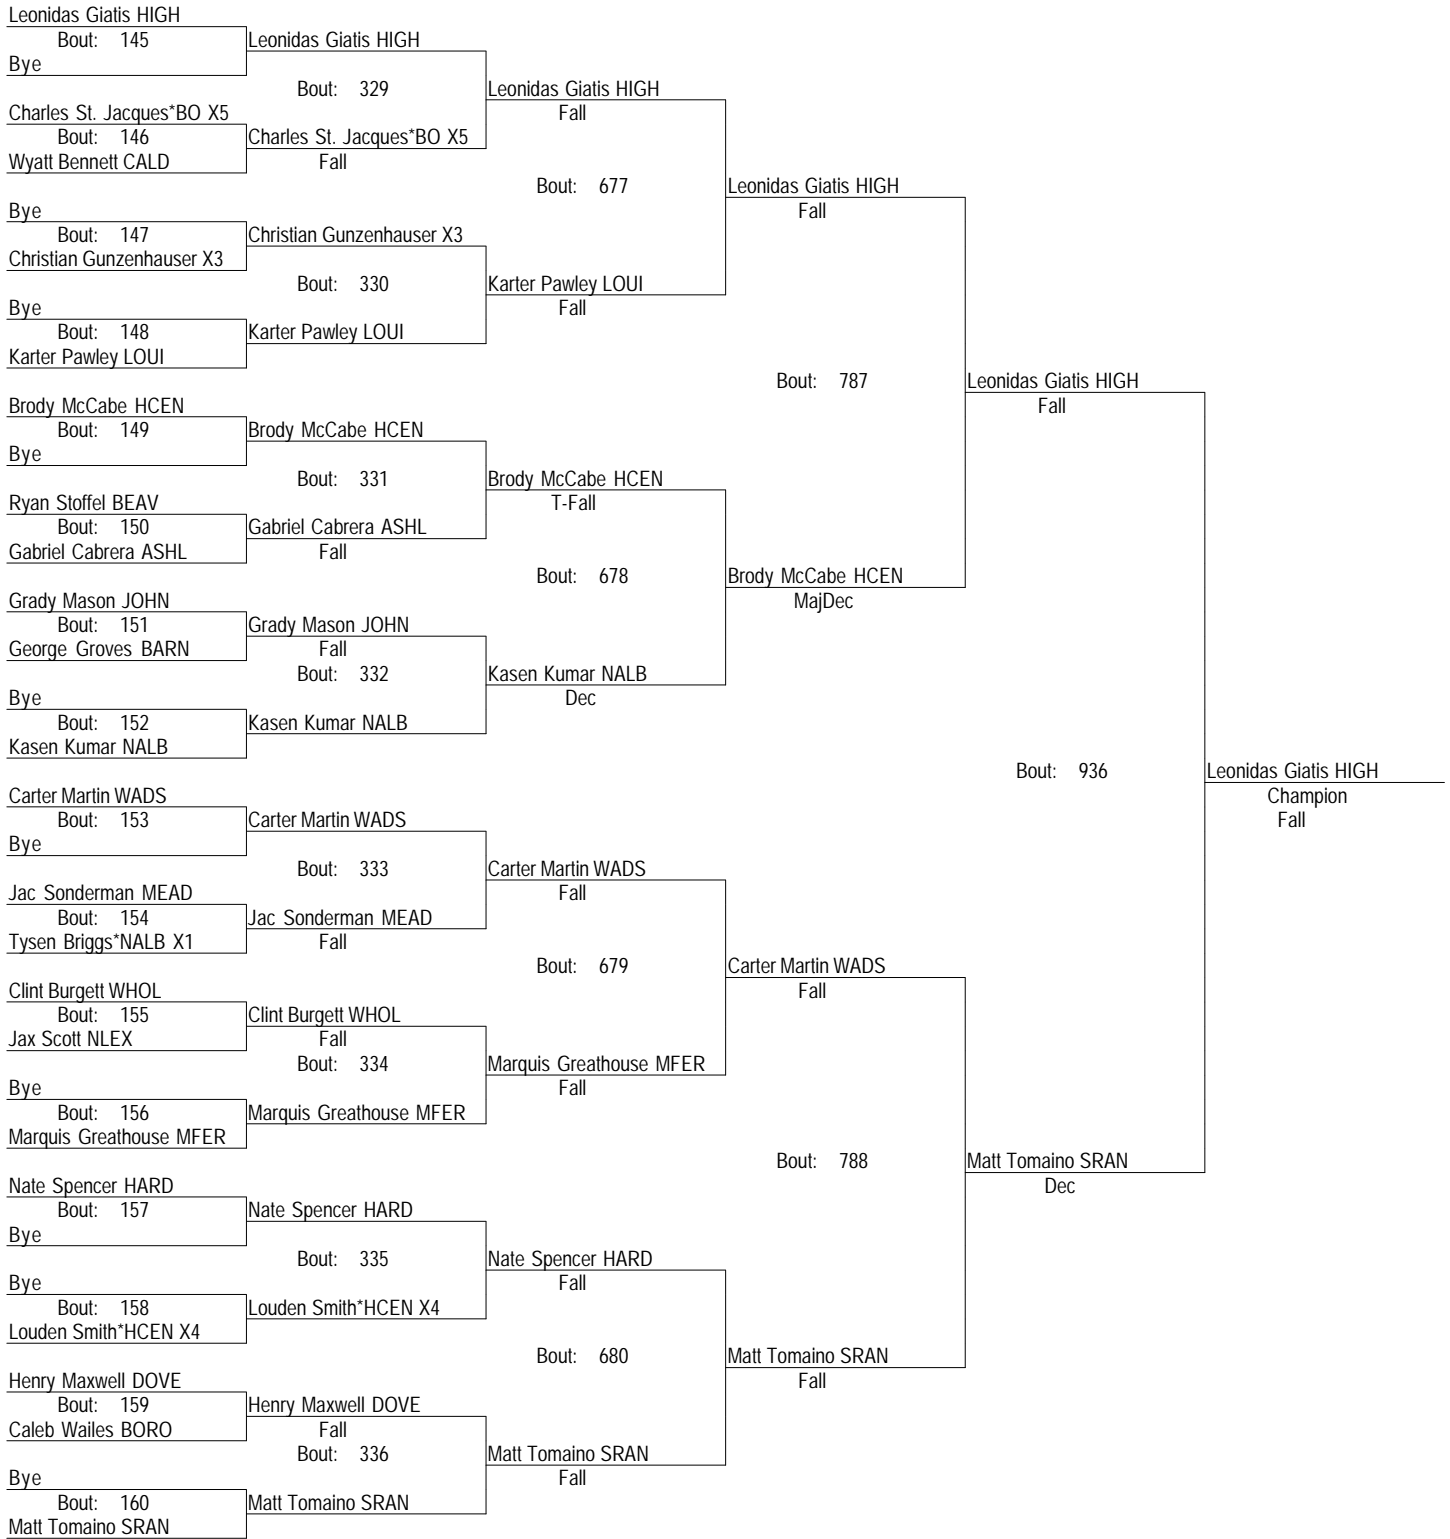 Leonidas Giatis HIGH
Bout: 145
Bye
Charles St. Jacques*BO X5
Bout: 146
Wyatt Bennett CALD
Bye
Bout: 147
Christian Gunzenhauser X3
Bye
Bout: 148
Karter Pawley LOUI
Brody McCabe HCEN
Bout: 149
Bye
Ryan Stoffel BEAV
Bout: 150
Gabriel Cabrera ASHL
Grady Mason JOHN
Bout: 151
George Groves BARN
Bye
Bout: 152
Kasen Kumar NALB
Carter Martin WADS
Bout: 153
Bye
Jac Sonderman MEAD
Bout: 154
Tysen Briggs*NALB X1
Clint Burgett WHOL
Bout: 155
Jax Scott NLEX
Bye
Bout: 156
Marquis Greathouse MFER
Nate Spencer HARD
Bout: 157
Bye
Bye
Bout: 158
Louden Smith*HCEN X4
Henry Maxwell DOVE
Bout: 159
Caleb Wailes BORO
Bye
Bout: 160
Matt Tomaino SRAN
Leonidas Giatis HIGH
Bout: 329
Charles St. Jacques*BO X5
Fall
Christian Gunzenhauser X3
Bout: 330
Karter Pawley LOUI
Brody McCabe HCEN
Bout: 331
Gabriel Cabrera ASHL
Fall
Grady Mason JOHN
Fall
Bout: 332
Kasen Kumar NALB
Carter Martin WADS
Bout: 333
Jac Sonderman MEAD
Fall
Clint Burgett WHOL
Fall
Bout: 334
Marquis Greathouse MFER
Nate Spencer HARD
Bout: 335
Louden Smith*HCEN X4
Henry Maxwell DOVE
Fall
Bout: 336
Matt Tomaino SRAN
Leonidas Giatis HIGH
Fall
Bout: 677
Karter Pawley LOUI
Fall
Brody McCabe HCEN
T-Fall
Bout: 678
Kasen Kumar NALB
Dec
Carter Martin WADS
Fall
Bout: 679
Marquis Greathouse MFER
Fall
Nate Spencer HARD
Fall
Bout: 680
Matt Tomaino SRAN
Fall
Leonidas Giatis HIGH
Fall
Bout: 787
Brody McCabe HCEN
MajDec
Carter Martin WADS
Fall
Bout: 788
Matt Tomaino SRAN
Fall
Leonidas Giatis HIGH
Fall
Bout: 936
Matt Tomaino SRAN
Dec
Leonidas Giatis HIGH
Champion
Fall